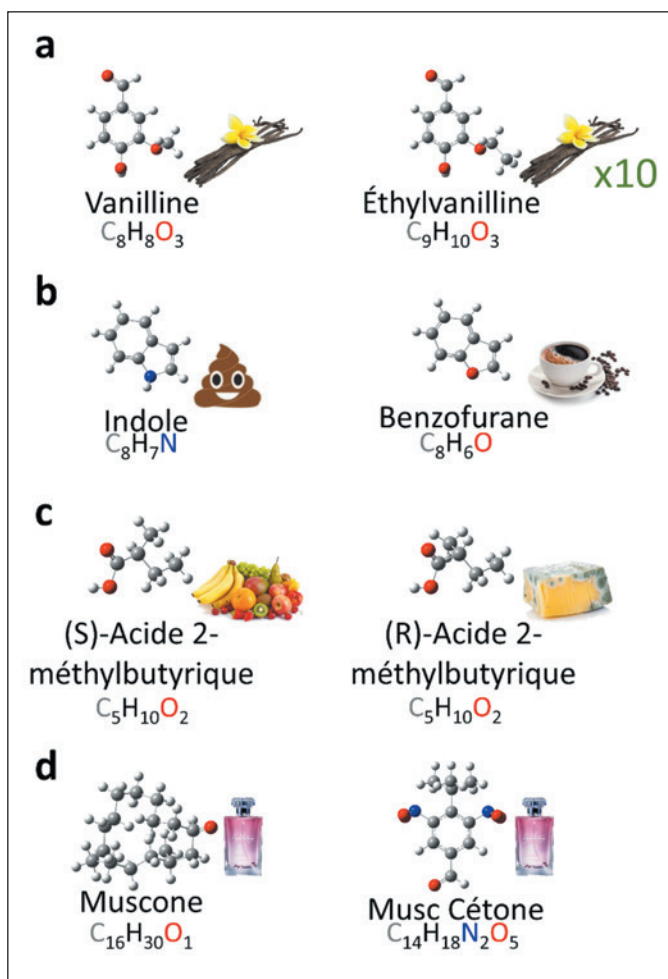 a
Vanilline
C₈H₈O₃
Éthylvanilline
C₉H₁₀O₃
x10
b
Indole
C₈H₇N
Benzofurane
C₈H₆O
c
(S)-Acide 2-
méthylbutyrique
C₅H₁₀O₂
(R)-Acide 2-
méthylbutyrique
C₅H₁₀O₂
d
Muscone
C₁₆H₃₀O₁
Musc Cétone
C₁₄H₁₈N₂O₅